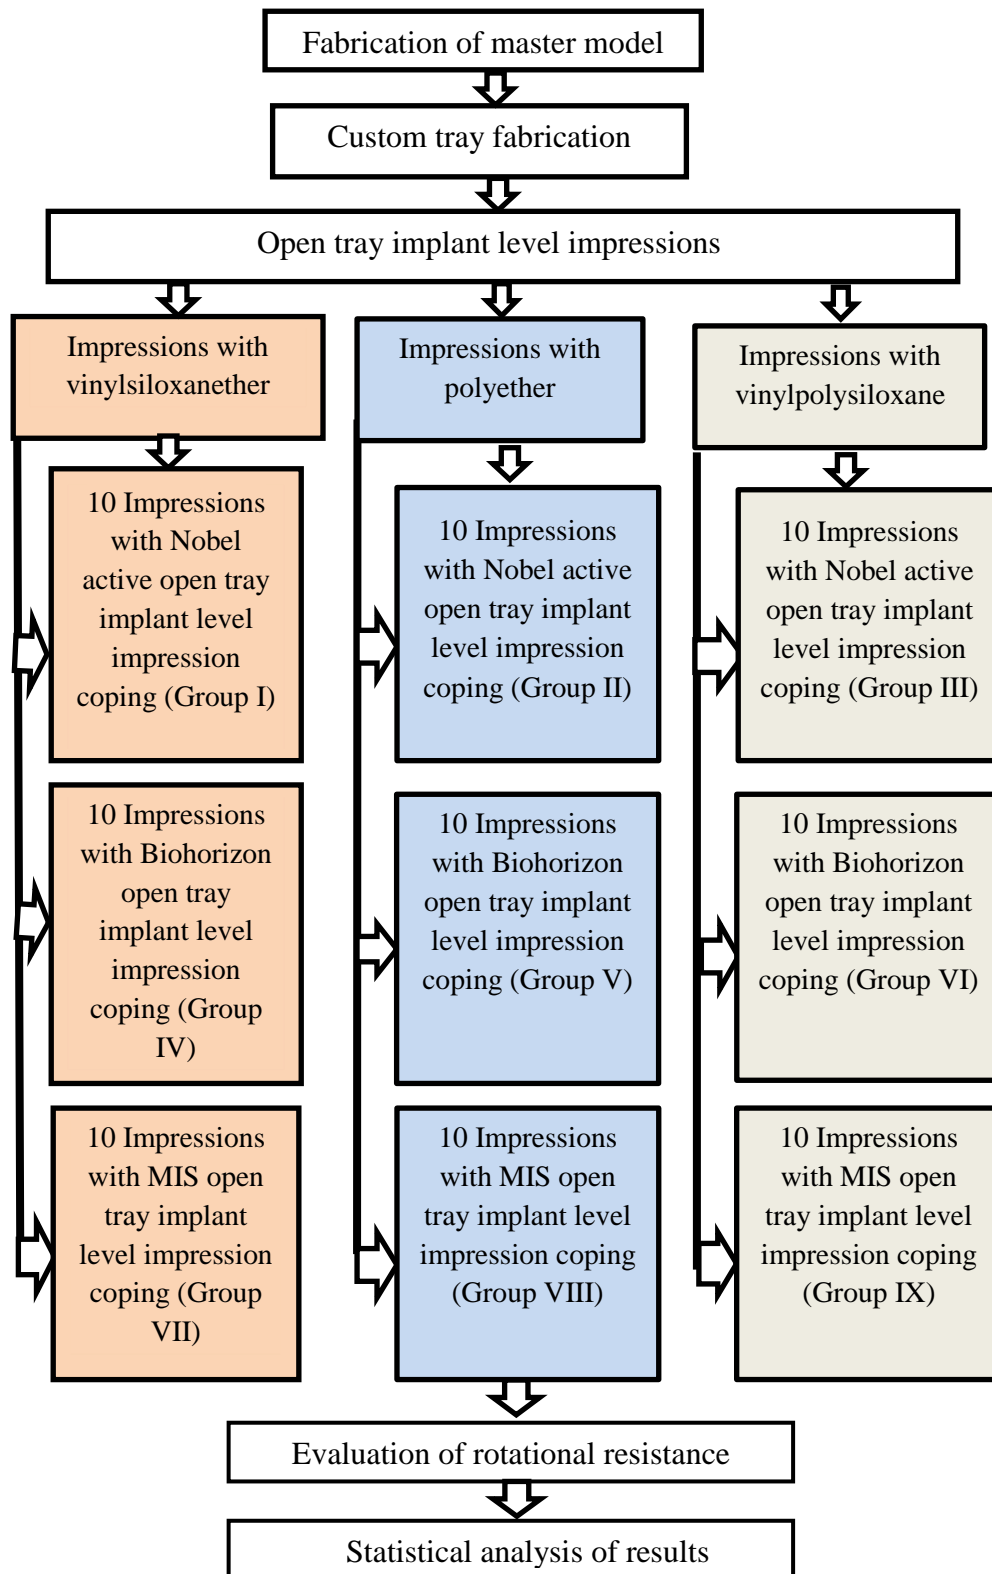 Fabrication of master model
Custom tray fabrication
Open tray implant level impressions
Impressions with
vinylsiloxanether
Impressions with
polyether
Impressions with
vinylpolysiloxane
10 Impressions
with Nobel
active open tray
implant level
impression
coping (Group I)
10 Impressions
with Nobel active
open tray implant
level impression
coping (Group II)
10 Impressions
with Nobel active
open tray implant
level impression
coping (Group III)
10 Impressions
with Biohorizon
open tray
implant level
impression
coping (Group
IV)
10 Impressions
with Biohorizon
open tray implant
level impression
coping (Group V)
10 Impressions
with Biohorizon
open tray implant
level impression
coping (Group VI)
10 Impressions
with MIS open
tray implant
level impression
coping (Group
VII)
10 Impressions
with MIS open
tray implant level
impression coping
(Group VIII)
10 Impressions
with MIS open
tray implant level
impression coping
(Group IX)
Evaluation of rotational resistance
Statistical analysis of results